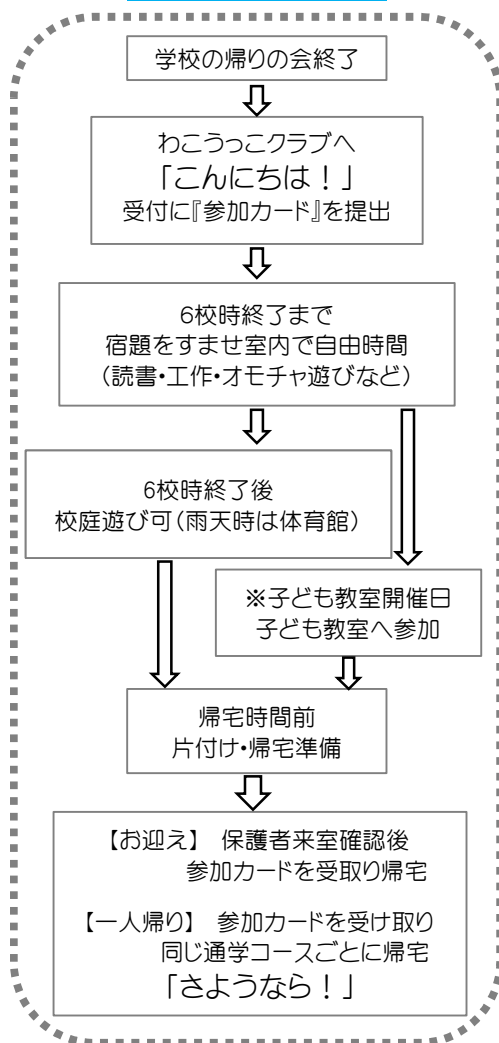 学校の帰りの会終了
わこうっこクラブへ
「こんにちは！」
受付に『参加カード』を提出
6校時終了まで
宿題をすませ室内で自由時間
(読書・工作・オモチャ遊びなど)
6校時終了後
校庭遊び可(雨天時は体育館)
※子ども教室開催日
子ども教室へ参加
帰宅時間前
片付け・帰宅準備
【お迎え】 保護者来室確認後
参加カードを受取り帰宅
【一人帰り】 参加カードを受け取り
同じ通学コースごとに帰宅
「さようなら！」